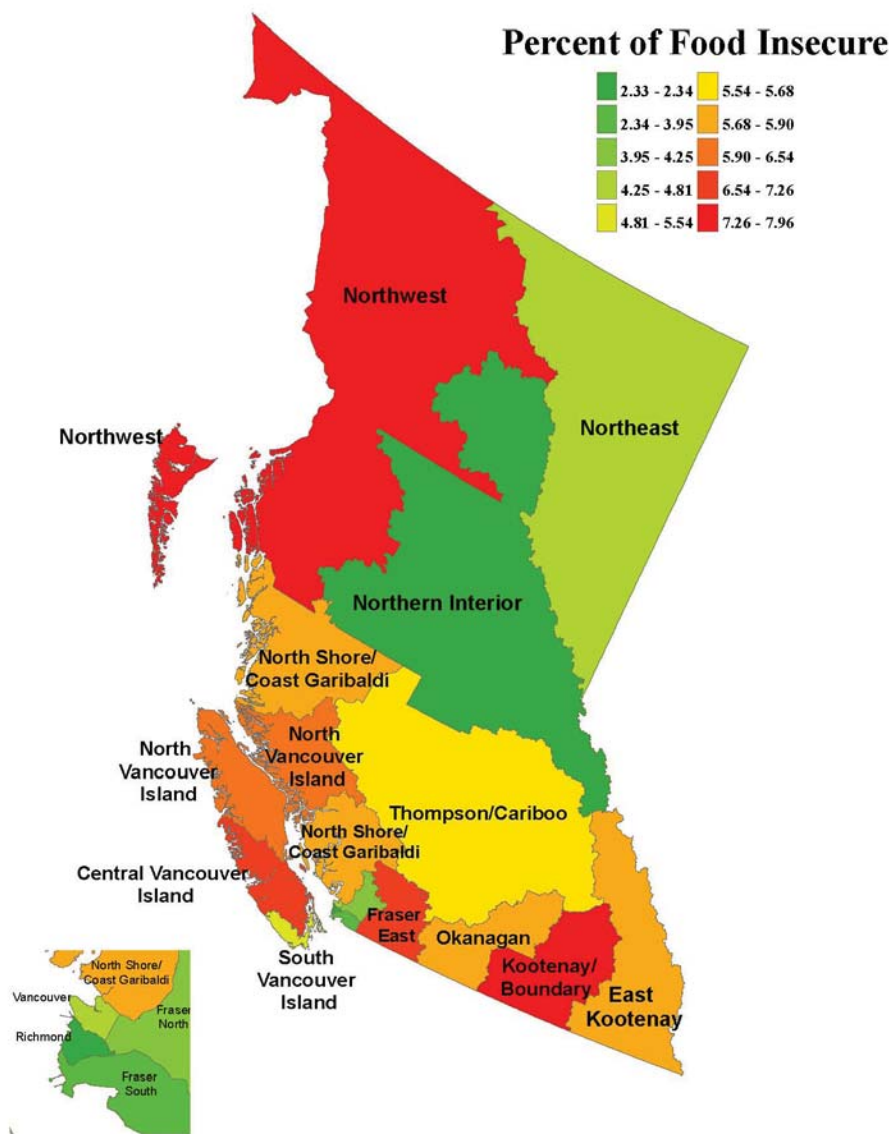 Percent of Food Insecure
2.33 - 2.34
5.54 - 5.68
2.34 - 3.95
5.68 - 5.90
3.95 - 4.25
5.90 - 6.54
4.25 - 4.81
6.54 - 7.26
4.81 - 5.54
7.26 - 7.96
Northwest
Northwest
Northeast
Northern Interior
North Shore/
Coast Garibaldi
North
Vancouver
Island
North
Vancouver
Island
Thompson/Cariboo
North Shore/
Coast Garibaldi
Central Vancouver
Island
Fraser
East
Okanagan
Kootenay/
Boundary
East
Kootenay
South
Vancouver
Island
North Shore/
Coast Garibaldi
Vancouver
Fraser
North
Richmond
Fraser
South